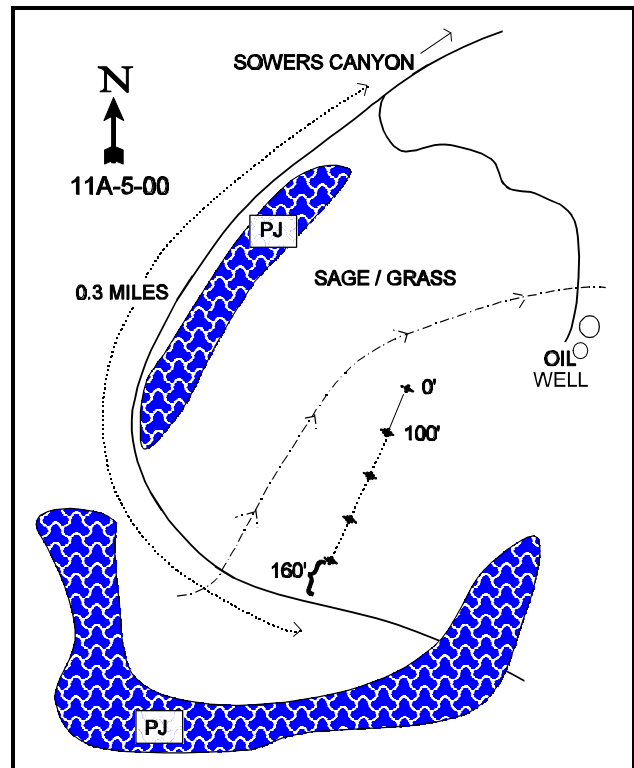 SOWERS CANYON
N
11A-5-00
PJ
SAGE / GRASS
0.3 MILES
OIL
WELL
0'
100'
160'
PJ